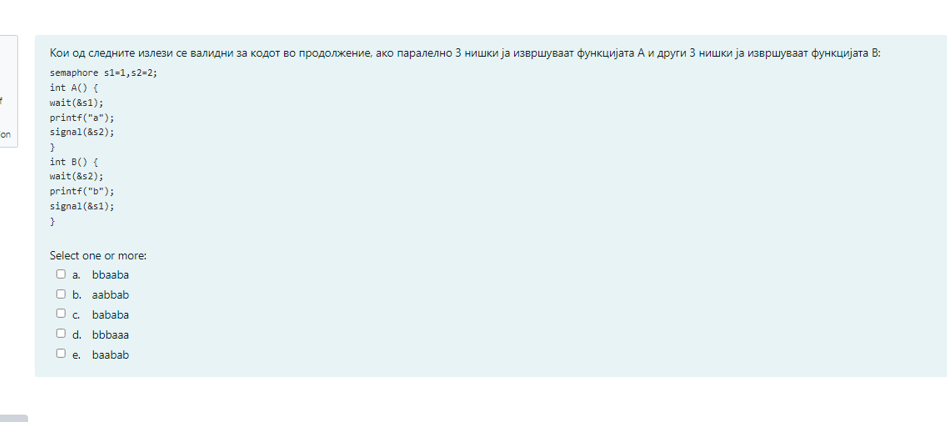 Кои од следните излези се валидни за кодот во продолжение, ако паралелно 3 нишки ја извршуваат функцијата А и други 3 нишки ја извршуваат функцијата B:
semaphore s1=1,s2=2;
int A() {
wait(&s1);
printf("a");
signal(&s2);
}
int B() {
wait(&s2);
printf("b");
signal(&s1);
}
Select one or more:
a. bbaaba
b. aabbab
c. bababa
d. bbbaaa
e. baabab
f
on